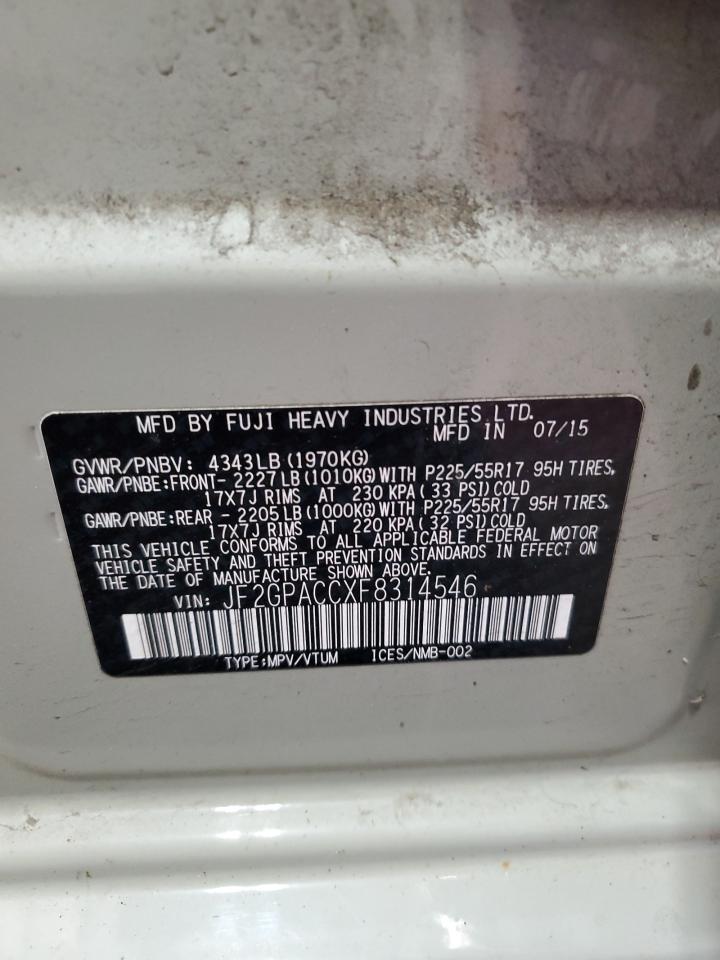 MFD BY FUJI HEAVY INDUSTRIES LTD.
MFD IN 07/15
GVWR/PNBV: 4343LB (1970KG)
GAWR/PNBE:FRONT- 2227LB (1010KG) WITH P225/55R17 95H TIRES,
17X7J RIMS AT 230 KPA ( 33 PSI) COLD
GAWR/PNBE:REAR - 2205LB (1000KG) WITH P225/55R17 95H TIRES,
17X7J RIMS AT 220 KPA ( 32 PSI) COLD
THIS VEHICLE CONFORMS TO ALL APPLICABLE FEDERAL MOTOR
VEHICLE SAFETY AND THEFT PREVENTION STANDARDS IN EFFECT ON
THE DATE OF MANUFACTURE SHOWN ABOVE.
VIN: JF2GPACCXF8314546
TYPE:MPV/VTUM ICES/NMB-002